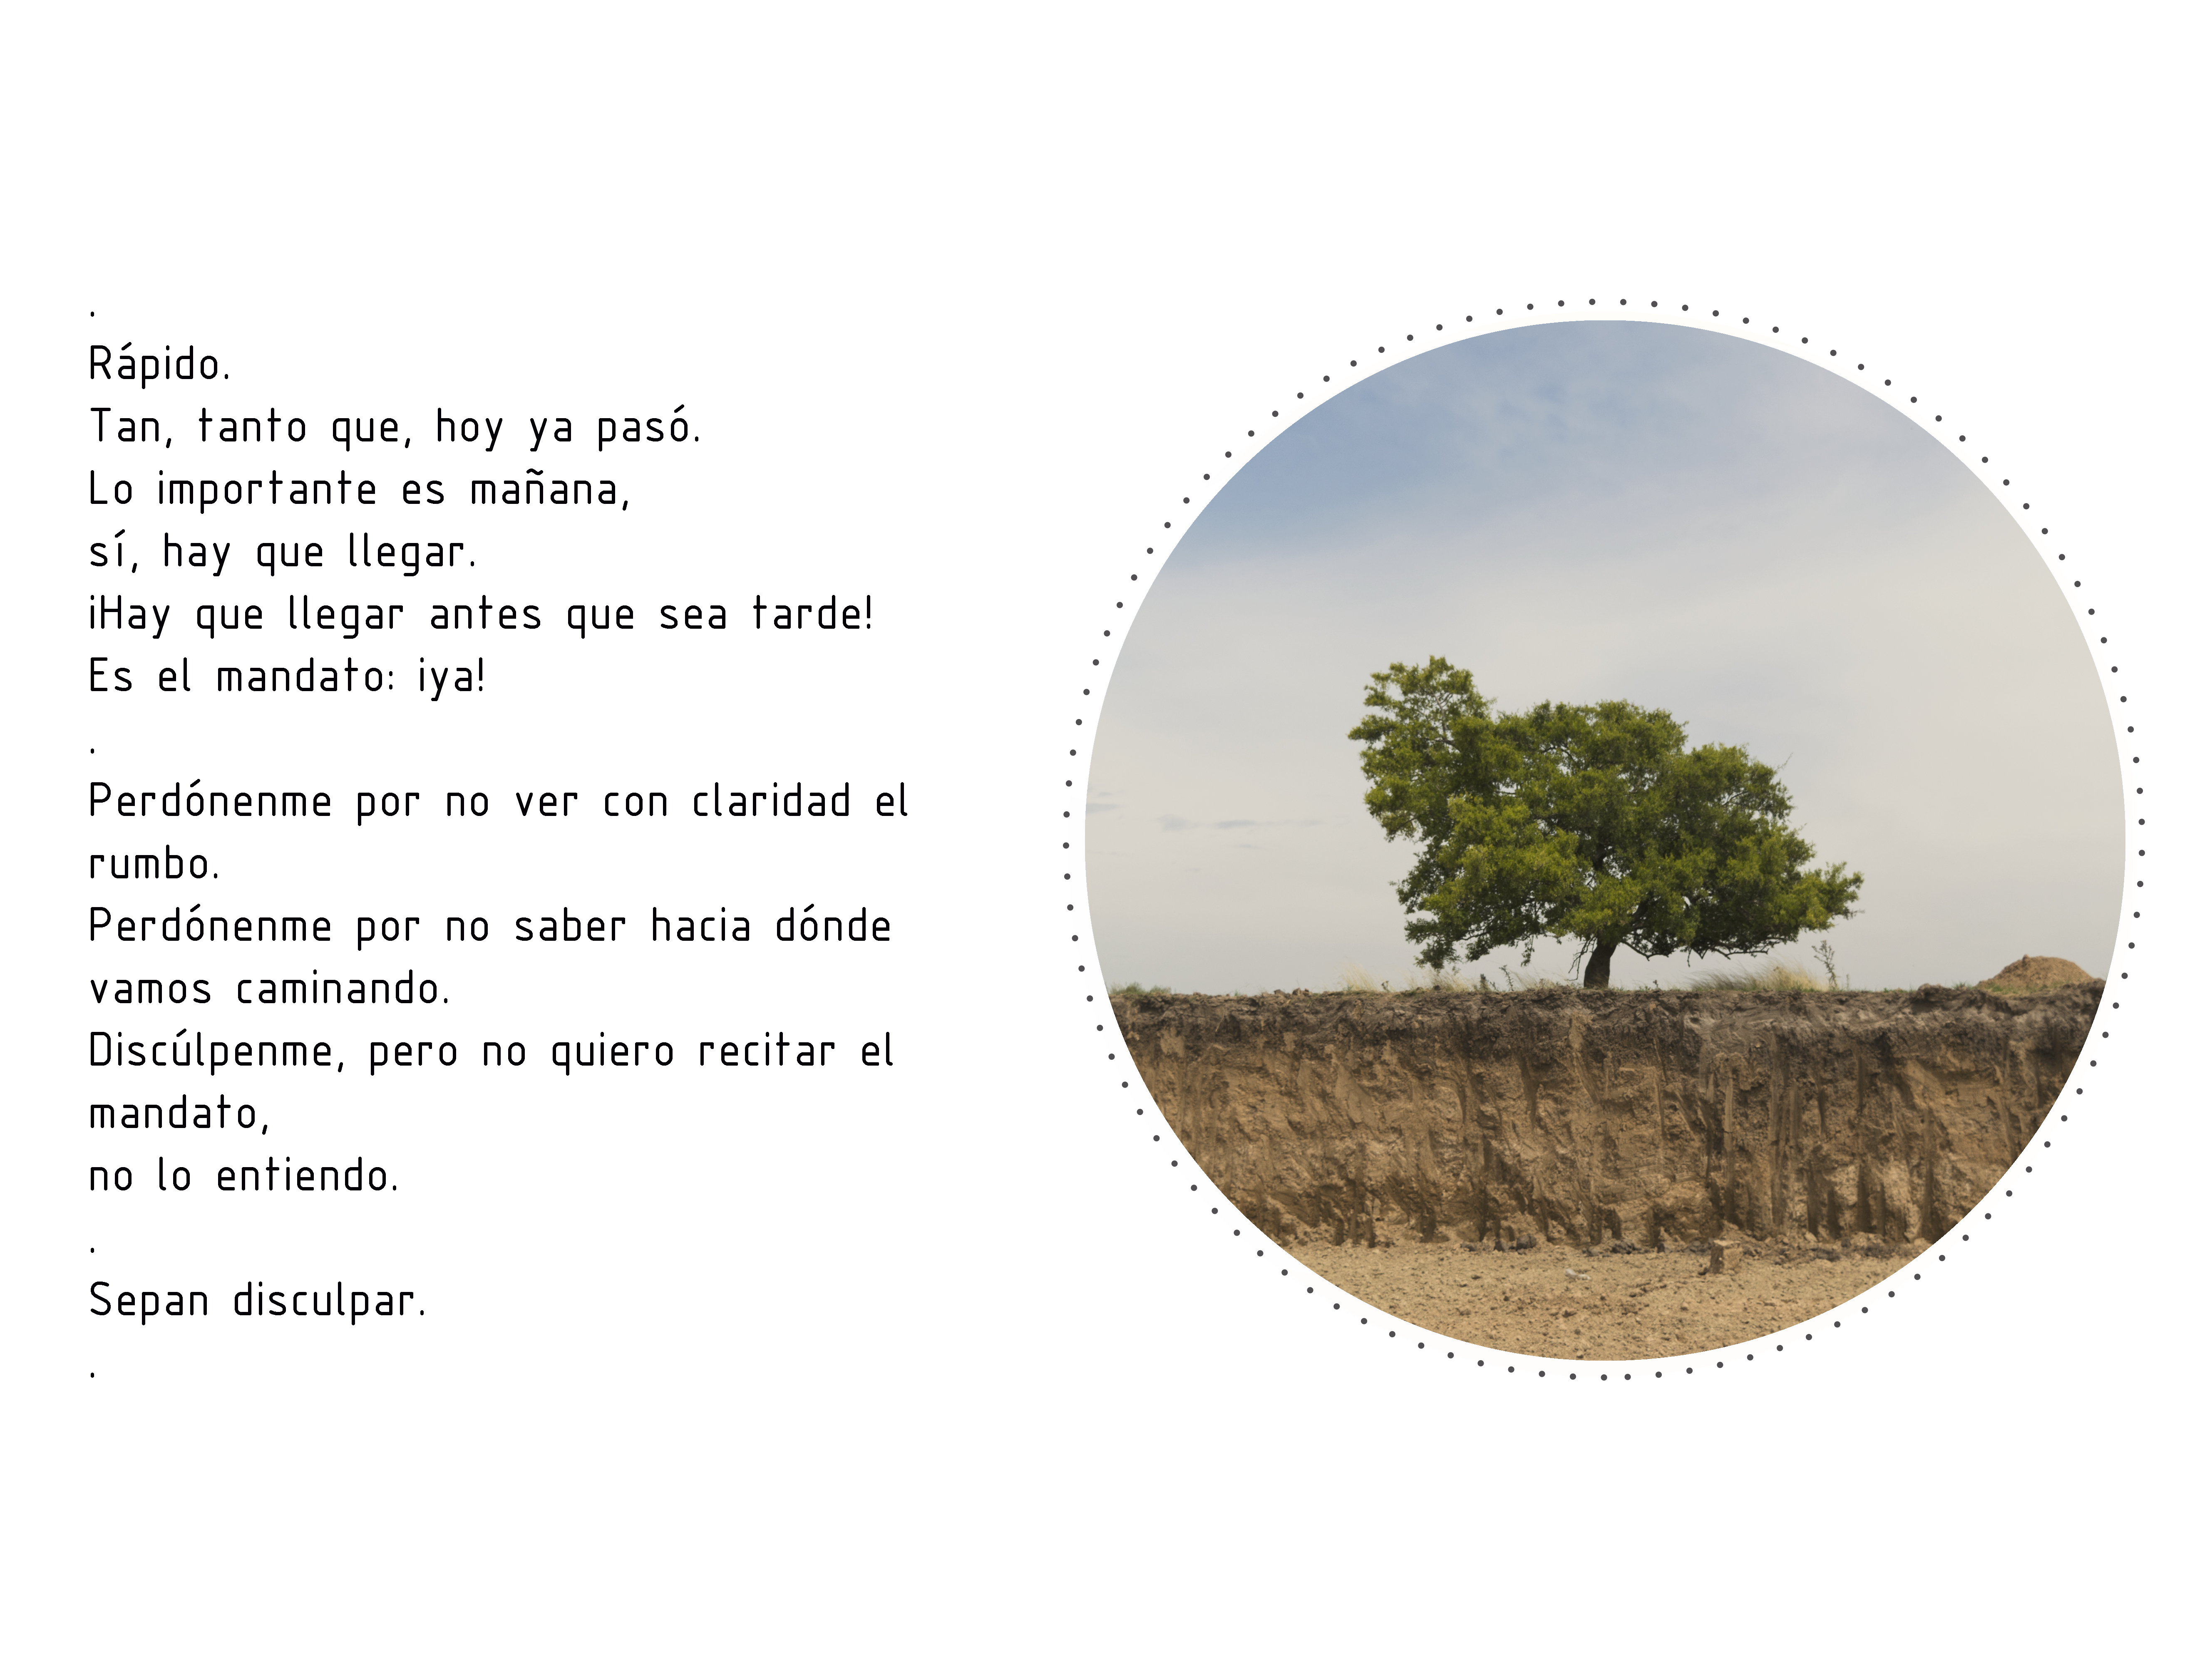 .
Rápido.
Tan, tanto que, hoy ya pasó.
Lo importante es mañana,
sí, hay que llegar.
¡Hay que llegar antes que sea tarde!
Es el mandato: ¡ya!
.
Perdónenme por no ver con claridad el
rumbo.
Perdónenme por no saber hacia dónde
vamos caminando.
Discúlpenme, pero no quiero recitar el
mandato,
no lo entiendo.
.
Sepan disculpar.
.